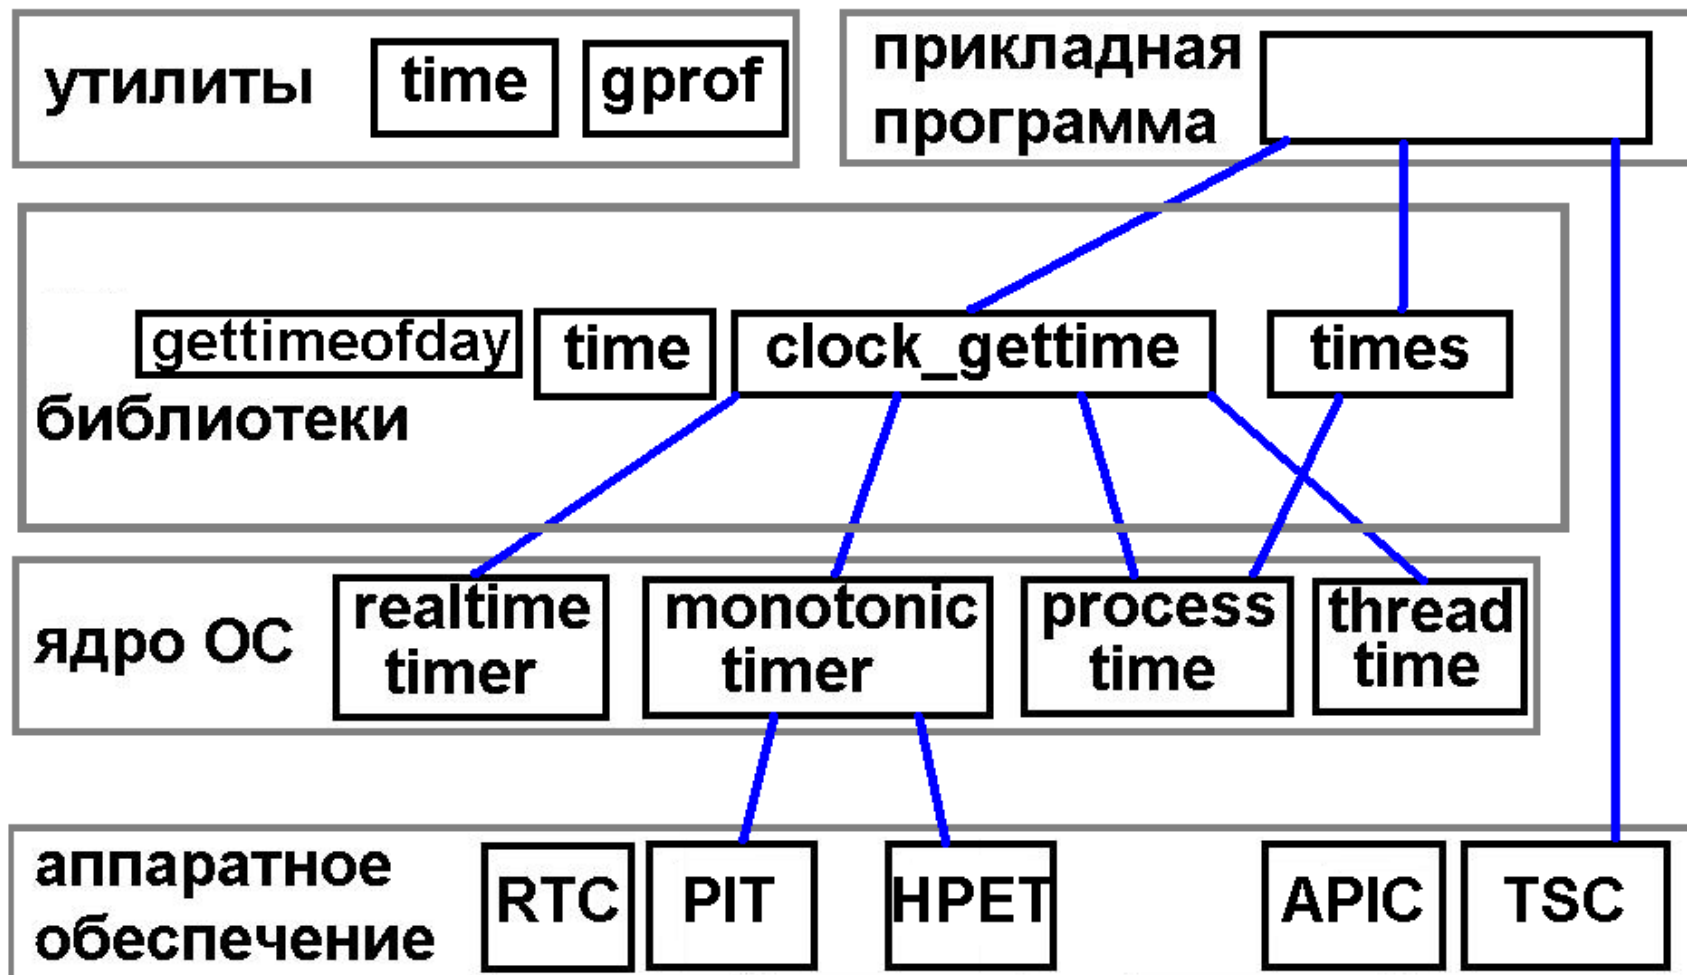 утилиты
time
gprof
прикладная
программа
gettimeofday
time
clock_gettime
times
библиотеки
ядро ОС
realtime
timer
monotonic
timer
process
time
thread
time
аппаратное
обеспечение
RTC
PIT
HPET
APIC
TSC